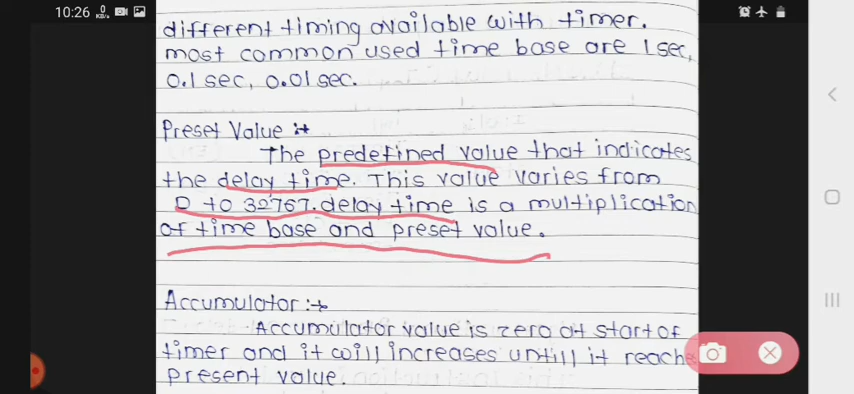 10:26 0 KB/s
different timing available with timer.
most common used time base are 1 sec,
0.1 sec, 0.01 sec.
Preset Value :→
The predefined value that indicates
the delay time. This value varies from
0 to 32767. delay time is a multiplication
of time base and preset value.
Accumulator :→
Accumulator value is zero at start of
timer and it will increases untill it reache
present value.